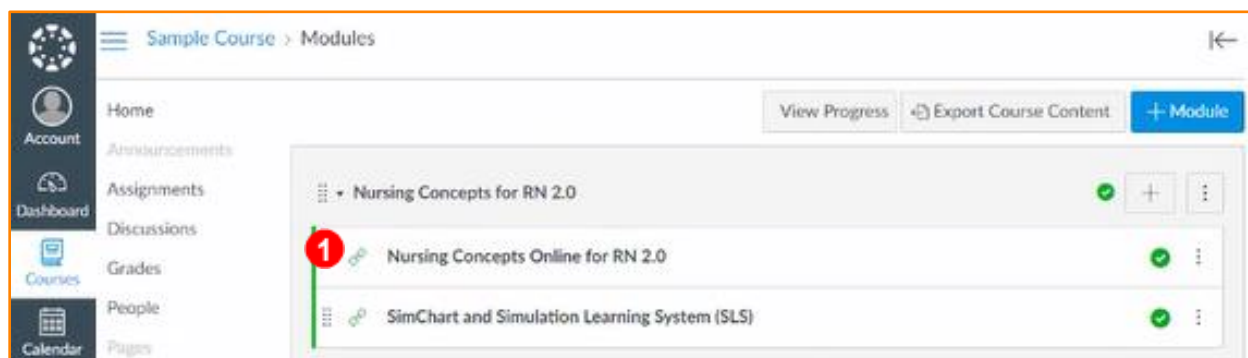 Sample Course > Modules
Account
Dashboard
Courses
Calendar
Home
Announcements
Assignments
Discussions
Grades
People
Pages
View Progress
Export Course Content
+ Module
Nursing Concepts for RN 2.0
1
Nursing Concepts Online for RN 2.0
SimChart and Simulation Learning System (SLS)